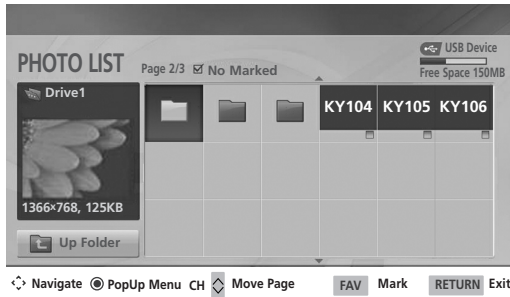 USB Device
PHOTO LIST
Page 2/3 No Marked
Free Space 150MB
Drive1
KY104 KY105 KY106
1366×768, 125KB
Up Folder
Navigate PopUp Menu CH Move Page FAV Mark RETURN Exit